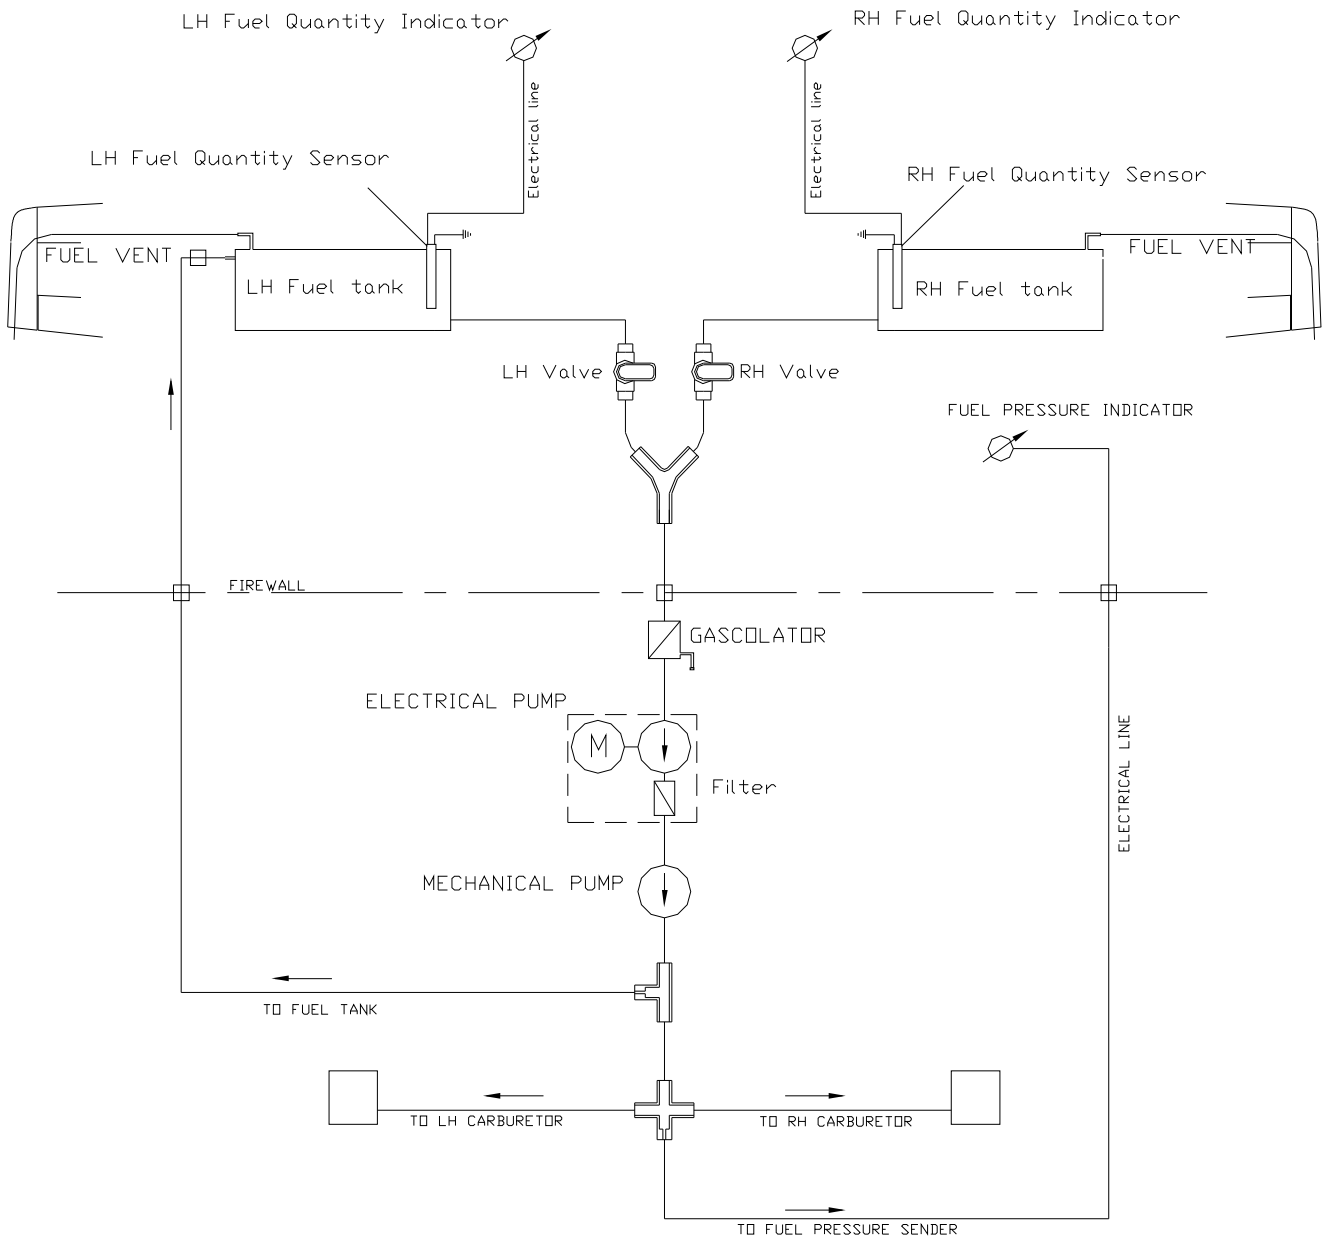 LH Fuel Quantity Indicator
RH Fuel Quantity Indicator
Electrical line
Electrical line
LH Fuel Quantity Sensor
RH Fuel Quantity Sensor
FUEL VENT
FUEL VENT
LH Fuel tank
RH Fuel tank
LH Valve
RH Valve
FUEL PRESSURE INDICATOR
FIREWALL
GASCOLATOR
ELECTRICAL PUMP
M
Filter
ELECTRICAL LINE
MECHANICAL PUMP
TO FUEL TANK
TO LH CARBURETOR
TO RH CARBURETOR
TO FUEL PRESSURE SENDER